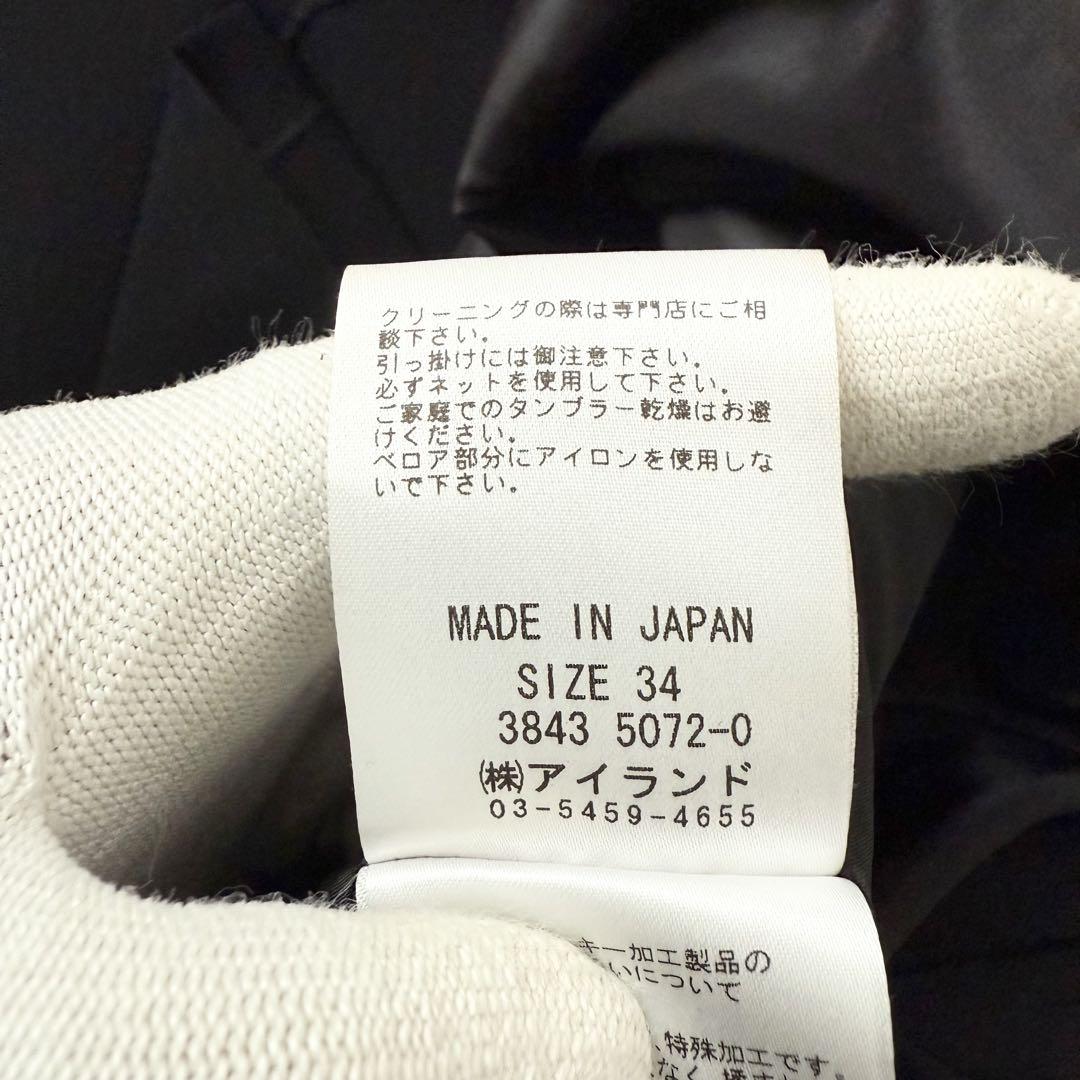 クリーニングの際は専門店にご相
談下さい。
引っ掛けには御注意下さい。
必ずネットを使用して下さい。
ご家庭でのタンブラー乾燥はお避
けください。
ベロア部分にアイロンを使用しな
いで下さい。
MADE IN JAPAN
SIZE 34
3843 5072-0
㈱アイランド
03-5459-4655
キー加工製品の
いについて
、特殊加工です。
なく